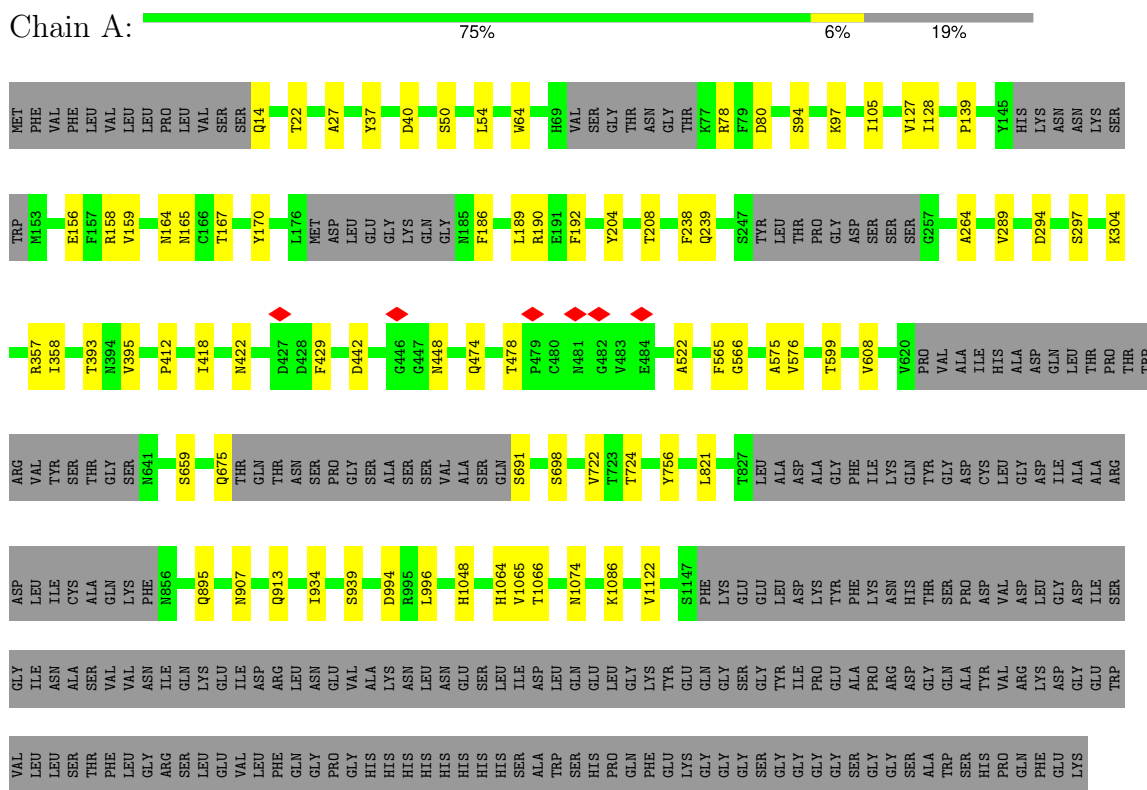 Chain A:
75% 6% 19%
MET PHE VAL PHE LEU VAL LEU LEU PRO LEU VAL SER SER Q14 T22 A27 Y37 D40 S50 L54 W64 H69 VAL SER GLY THR ASN GLY THR K77 R78 F79 D80 S94 K97 I105 V127 I128 P139 Y145 HIS LYS ASN ASN LYS SER
TRP M153 E156 F157 R158 V159 N164 N165 C166 T167 Y170 L176 MET ASP LEU GLU GLY LYS GLN GLY N185 F186 L189 R190 E191 F192 Y204 T208 F238 Q239 S247 TYR LEU THR PRO GLY ASP SER SER SER G257 A264 V289 D294 S297 K304
R357 I358 T393 N394 V395 P412 I418 N422 D427 D428 F429 D442 G446 G447 N448 Q474 T478 P479 C480 N481 G482 V483 E484 A522 F565 G566 A575 V576 T599 V608 V620 PRO VAL ALA ILE HIS ALA ASP GLN LEU THR PRO THR TRP
ARG VAL TYR SER THR GLY SER N641 S659 Q675 THR GLN THR ASN SER PRO GLY SER ALA SER SER VAL ALA SER GLN S691 S698 V722 T723 T724 Y756 L821 T827 LEU ALA ASP ALA GLY PHE ILE LYS GLN TYR GLY ASP CYS LEU GLY ASP ILE ALA ALA ARG
ASP LEU ILE CYS ALA GLN LYS PHE N856 Q895 N907 Q913 I934 S939 D994 R995 L996 H1048 H1064 V1065 T1066 N1074 K1086 V1122 S1147 PHE LYS GLU GLU LEU ASP LYS TYR PHE LYS ASN HIS THR SER PRO ASP VAL ASP LEU GLY ASP ILE SER
GLY ILE ASN ALA SER VAL VAL ASN ILE GLN LYS GLU ILE ASP ARG LEU ASN GLU VAL ALA LYS ASN LEU ASN GLU SER LEU ILE ASP LEU GLN GLU LEU GLY LYS TYR GLU GLN GLY SER GLY TYR ILE PRO GLU ALA PRO ARG ASP GLY GLN ALA TYR VAL ARG LYS ASP GLY GLU TRP
VAL LEU LEU SER THR PHE LEU GLY ARG SER LEU GLU VAL LEU PHE GLN GLY PRO GLY HIS HIS HIS HIS HIS HIS HIS HIS SER ALA TRP SER HIS PRO GLN PHE GLU LYS GLY GLY GLY SER GLY GLY GLY GLY SER GLY GLY SER ALA TRP SER HIS PRO GLN PHE GLU LYS